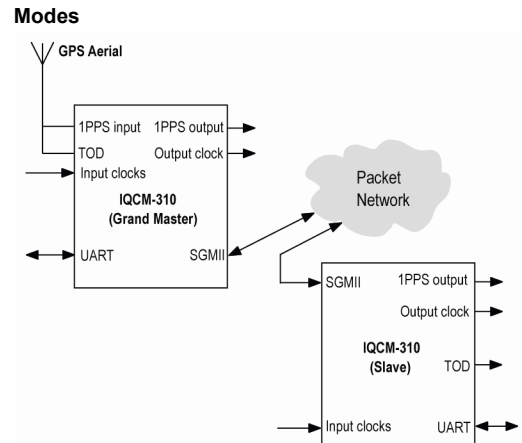 Modes
GPS Aerial
1PPS input 1PPS output
TOD Output clock
Input clocks
IQCM-310
(Grand Master)
UART SGMII
Packet
Network
SGMII 1PPS output
Output clock
IQCM-310
(Slave) TOD
Input clocks UART